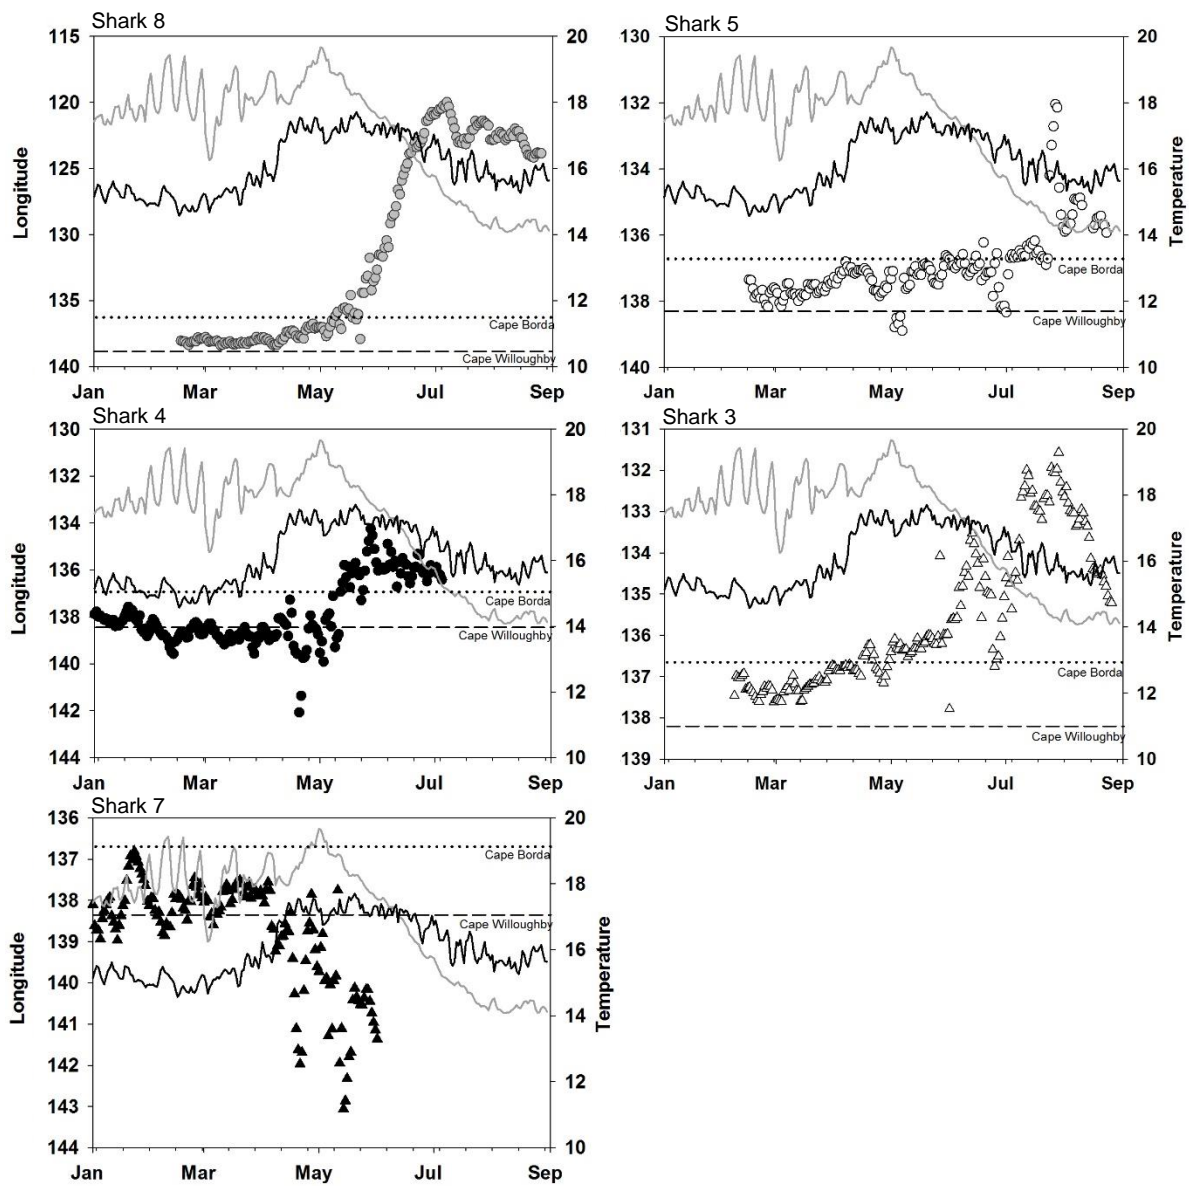 Shark 8
115
120
125
130
135
140
Longitude
20
18
16
14
12
10
Cape Borda
Cape Willoughby
Jan Mar May Jul Sep
Shark 5
130
132
134
136
138
140
20
18
16
14
12
10
Temperature
Cape Borda
Cape Willoughby
Jan Mar May Jul Sep
Shark 4
130
132
134
136
138
140
142
144
Longitude
20
18
16
14
12
10
Cape Borda
Cape Willoughby
Jan Mar May Jul Sep
Shark 3
131
132
133
134
135
136
137
138
139
20
18
16
14
12
10
Temperature
Cape Borda
Cape Willoughby
Jan Mar May Jul Sep
Shark 7
136
137
138
139
140
141
142
143
144
Longitude
20
18
16
14
12
10
Temperature
Cape Borda
Cape Willoughby
Jan Mar May Jul Sep